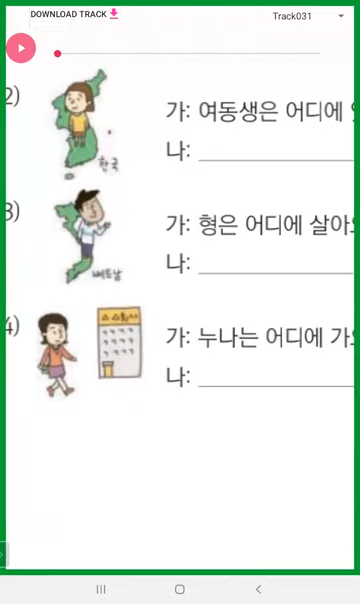 DOWNLOAD TRACK
Track031
2)
한국
가: 여동생은 어디에
나:
3)
베트남
가: 형은 어디에 살아
나:
4)
회사
가: 누나는 어디에 가
나: